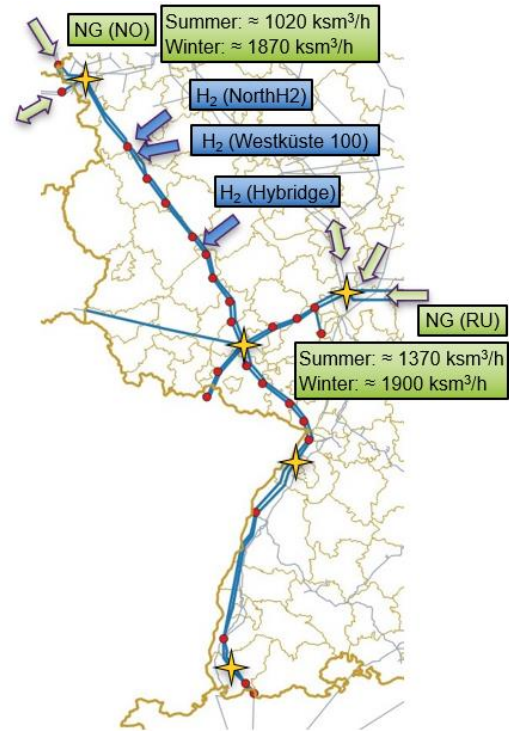 NG (NO)
Summer: ≈ 1020 ksm³/h
Winter: ≈ 1870 ksm³/h
H₂ (NorthH2)
H₂ (Westküste 100)
H₂ (Hybridge)
NG (RU)
Summer: ≈ 1370 ksm³/h
Winter: ≈ 1900 ksm³/h